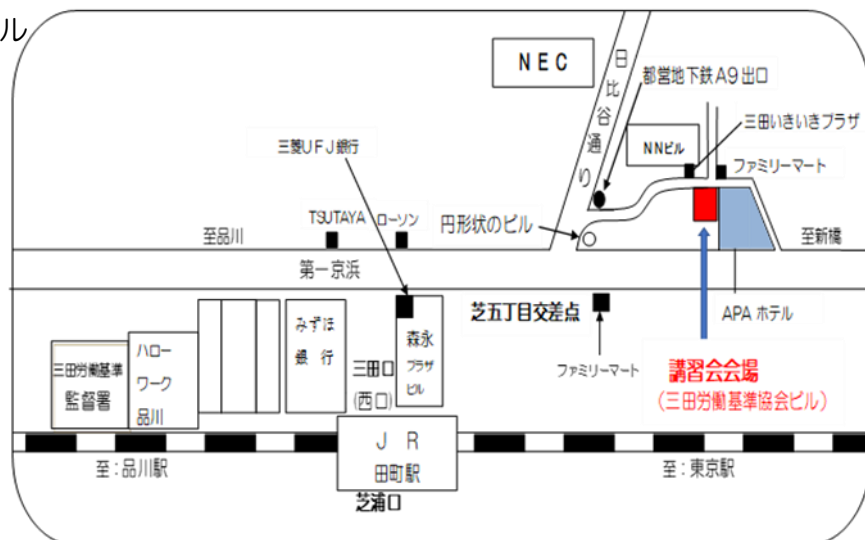 ル
NEC
日比谷通り
都営地下鉄A9出口
三田いきいきプラザ
NNビル
ファミリーマート
三菱UFJ銀行
TSUTAYA
ローソン
円形状のビル
至品川
至新橋
第一京浜
APAホテル
芝五丁目交差点
ファミリーマート
講習会会場
(三田労働基準協会ビル)
みずほ
銀行
森永
プラザ
ビル
三田口
(西口)
ハロー
ワーク
品川
三田労働基準
監督署
JR
田町駅
芝浦口
至:品川駅
至:東京駅